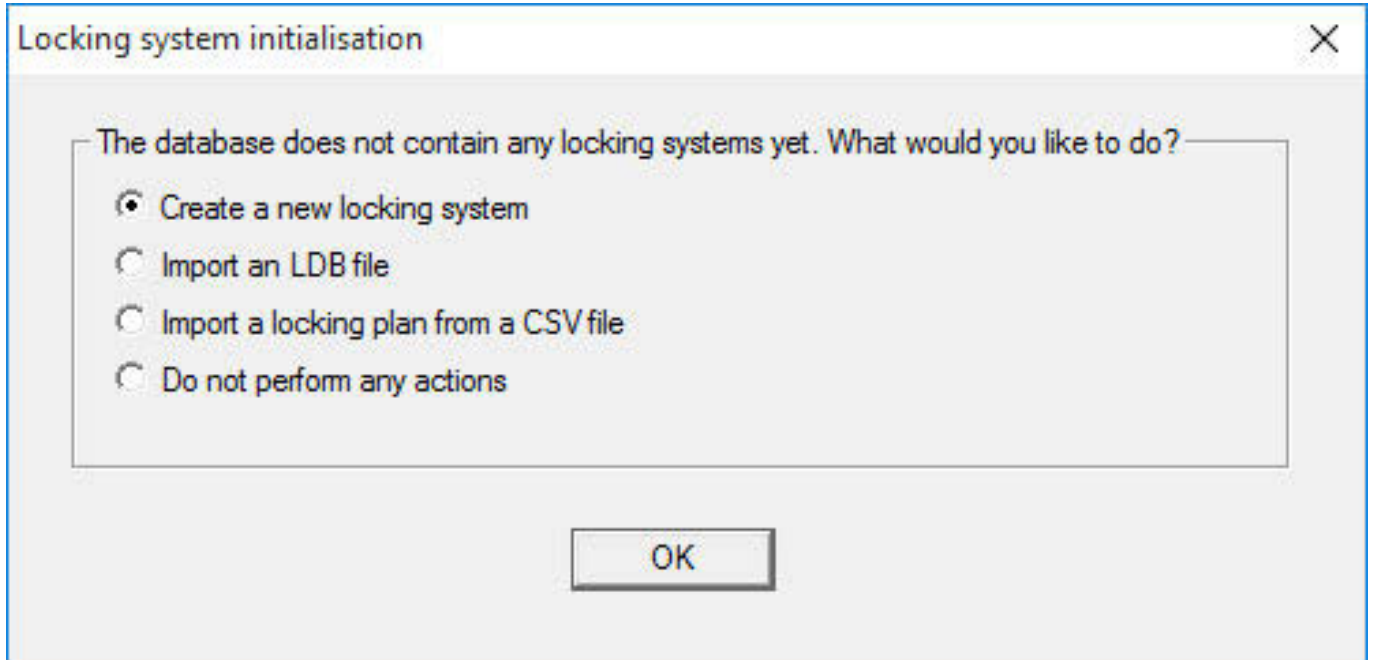 Locking system initialisation
The database does not contain any locking systems yet. What would you like to do?
Create a new locking system
Import an LDB file
Import a locking plan from a CSV file
Do not perform any actions
OK